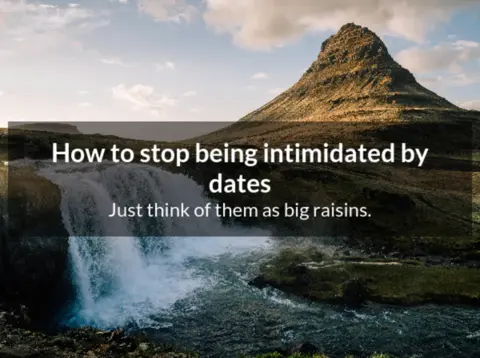 How to stop being intimidated by
dates
Just think of them as big raisins.